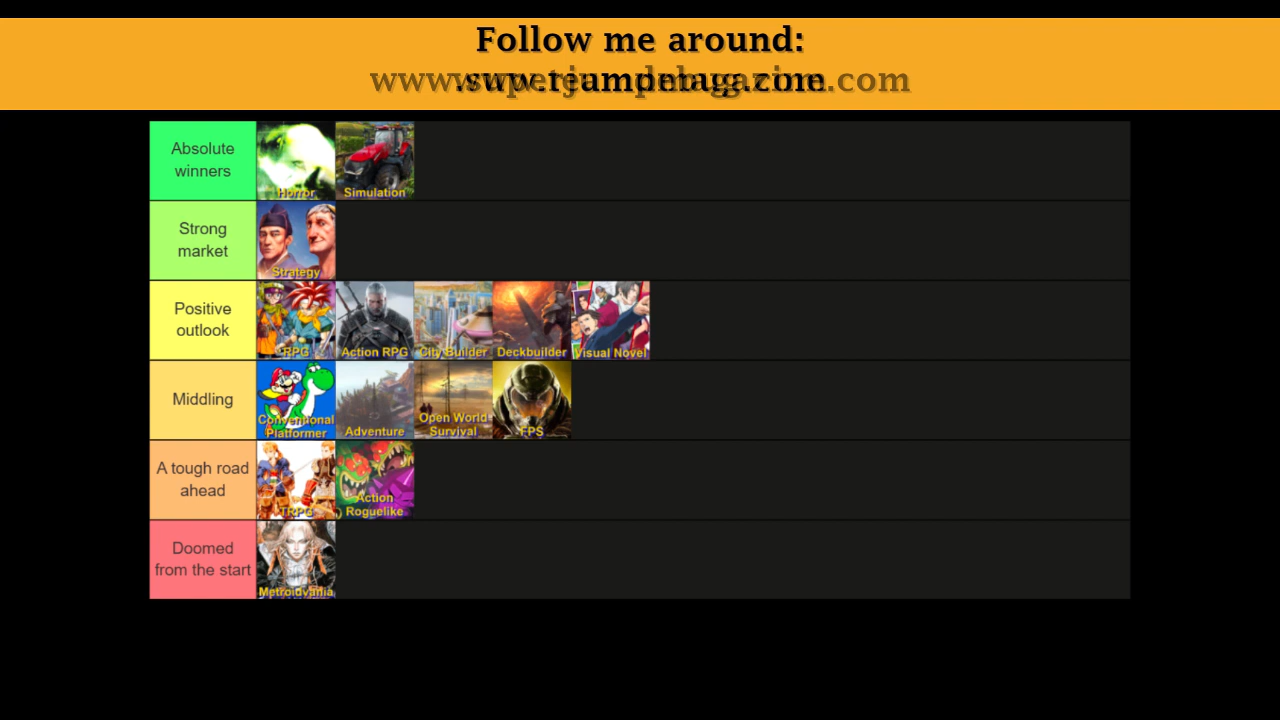 Follow me around:
Absolute
winners
Horror
Simulation
Strong
market
Strategy
Positive
outlook
RPG
Action RPG
City Builder
Deckbuilder
Visual Novel
Middling
Conventional
Platformer
Adventure
Open World
Survival
FPS
A tough road
ahead
TRPG
Action
Roguelike
Doomed
from the start
Metroidvania